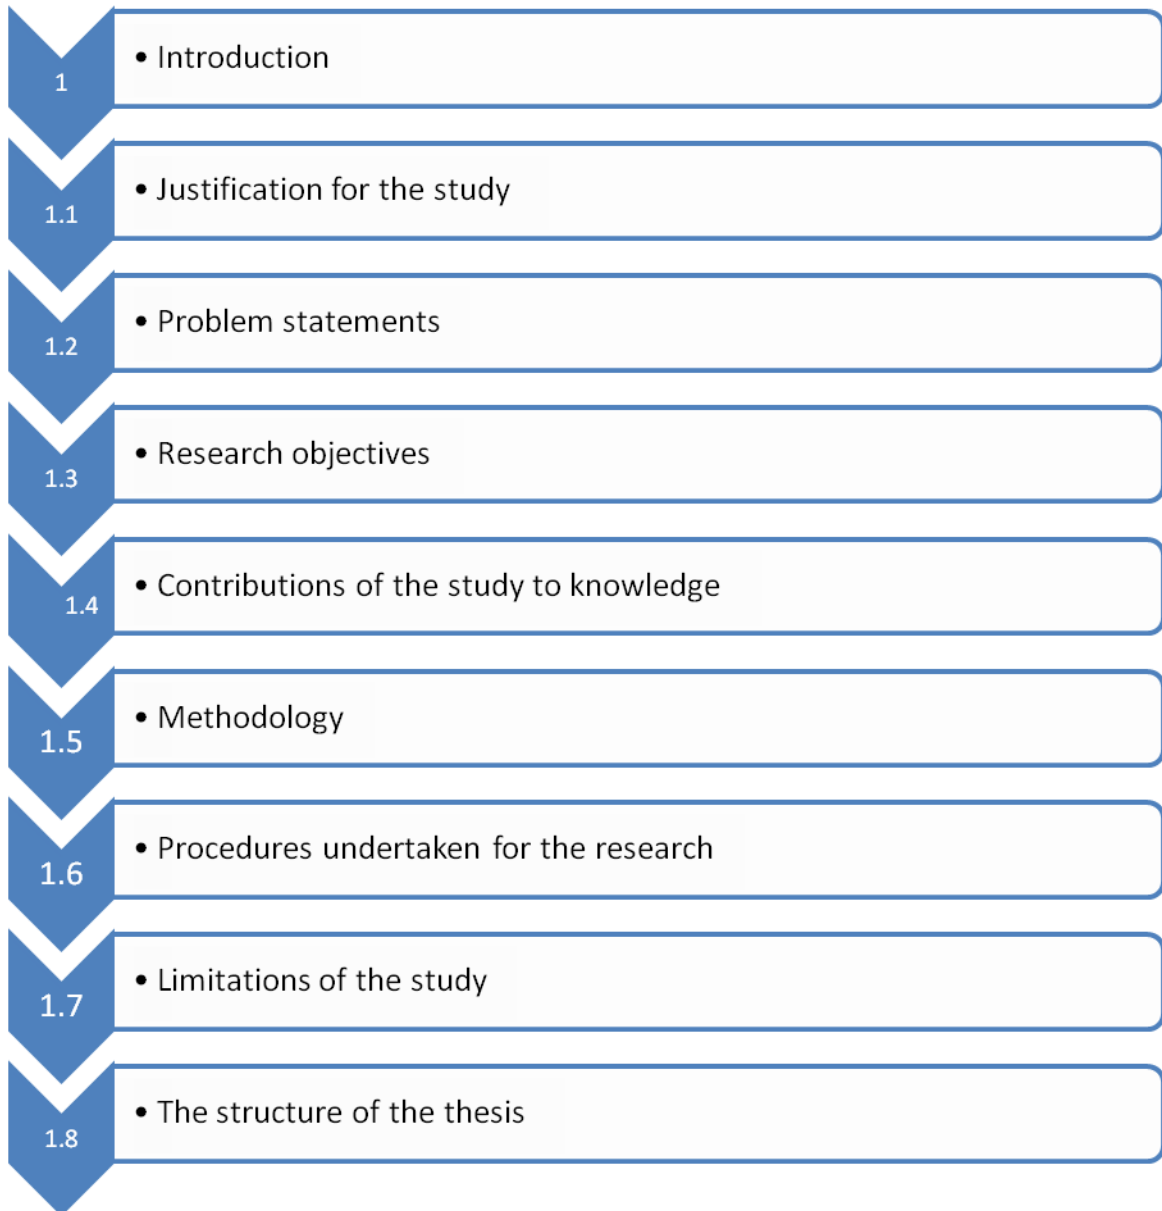 1
• Introduction
1.1
• Justification for the study
1.2
• Problem statements
1.3
• Research objectives
1.4
• Contributions of the study to knowledge
1.5
• Methodology
1.6
• Procedures undertaken for the research
1.7
• Limitations of the study
1.8
• The structure of the thesis